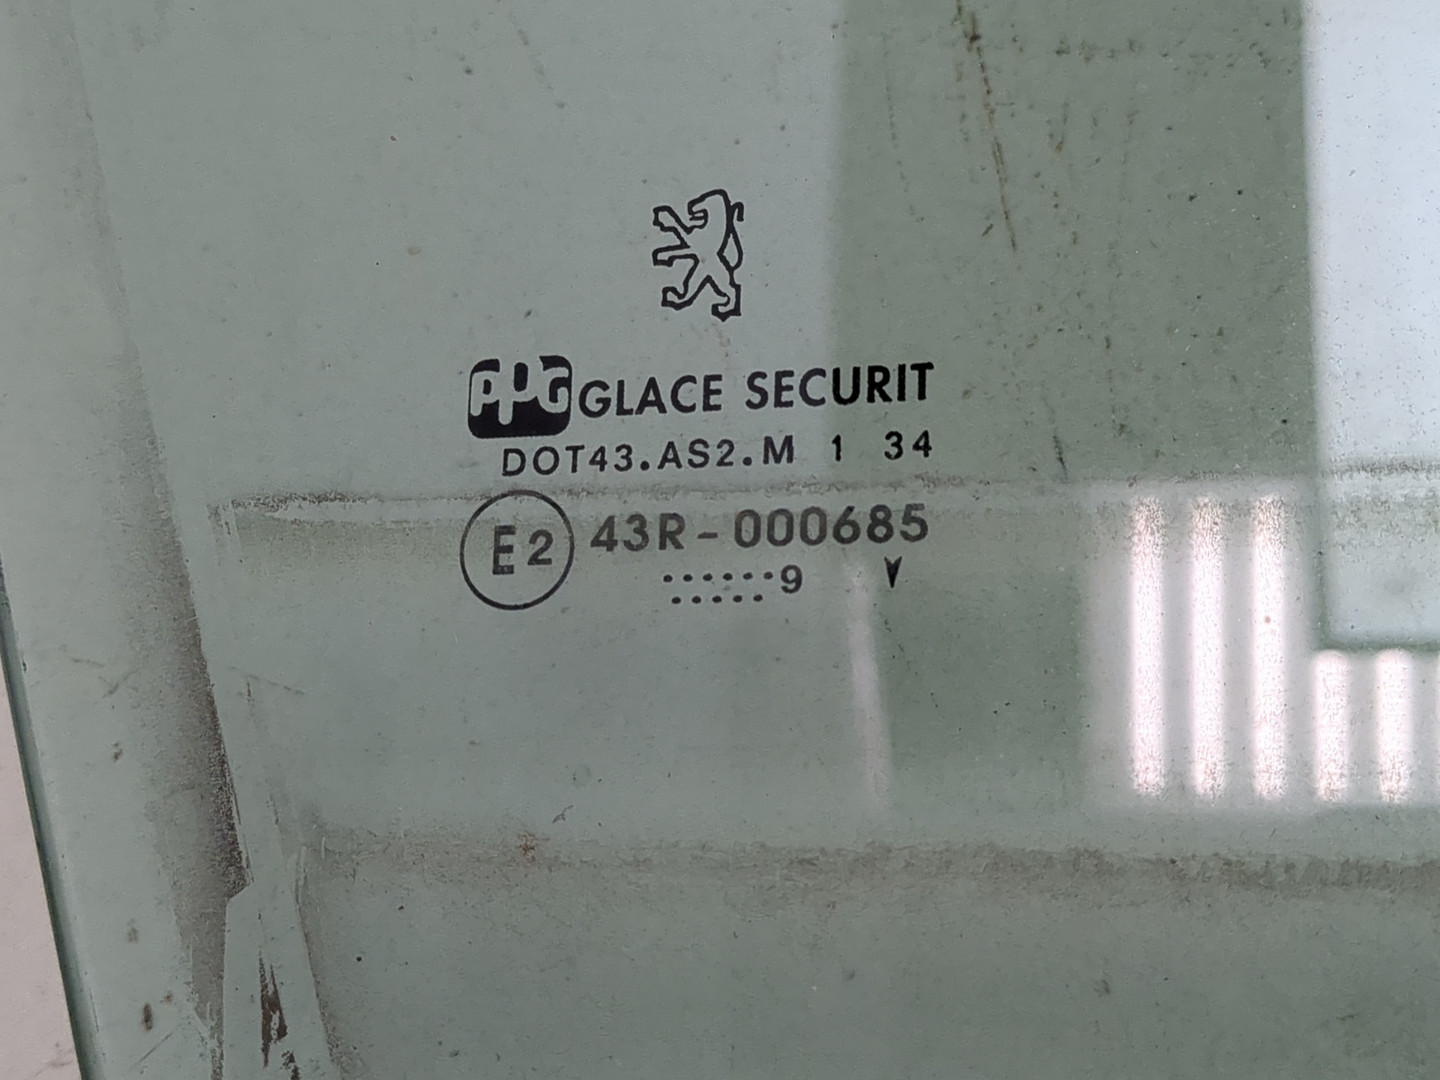 PPG GLACE SECURIT
DOT43.AS2.M 1 34
E2 43R-000685
9 V